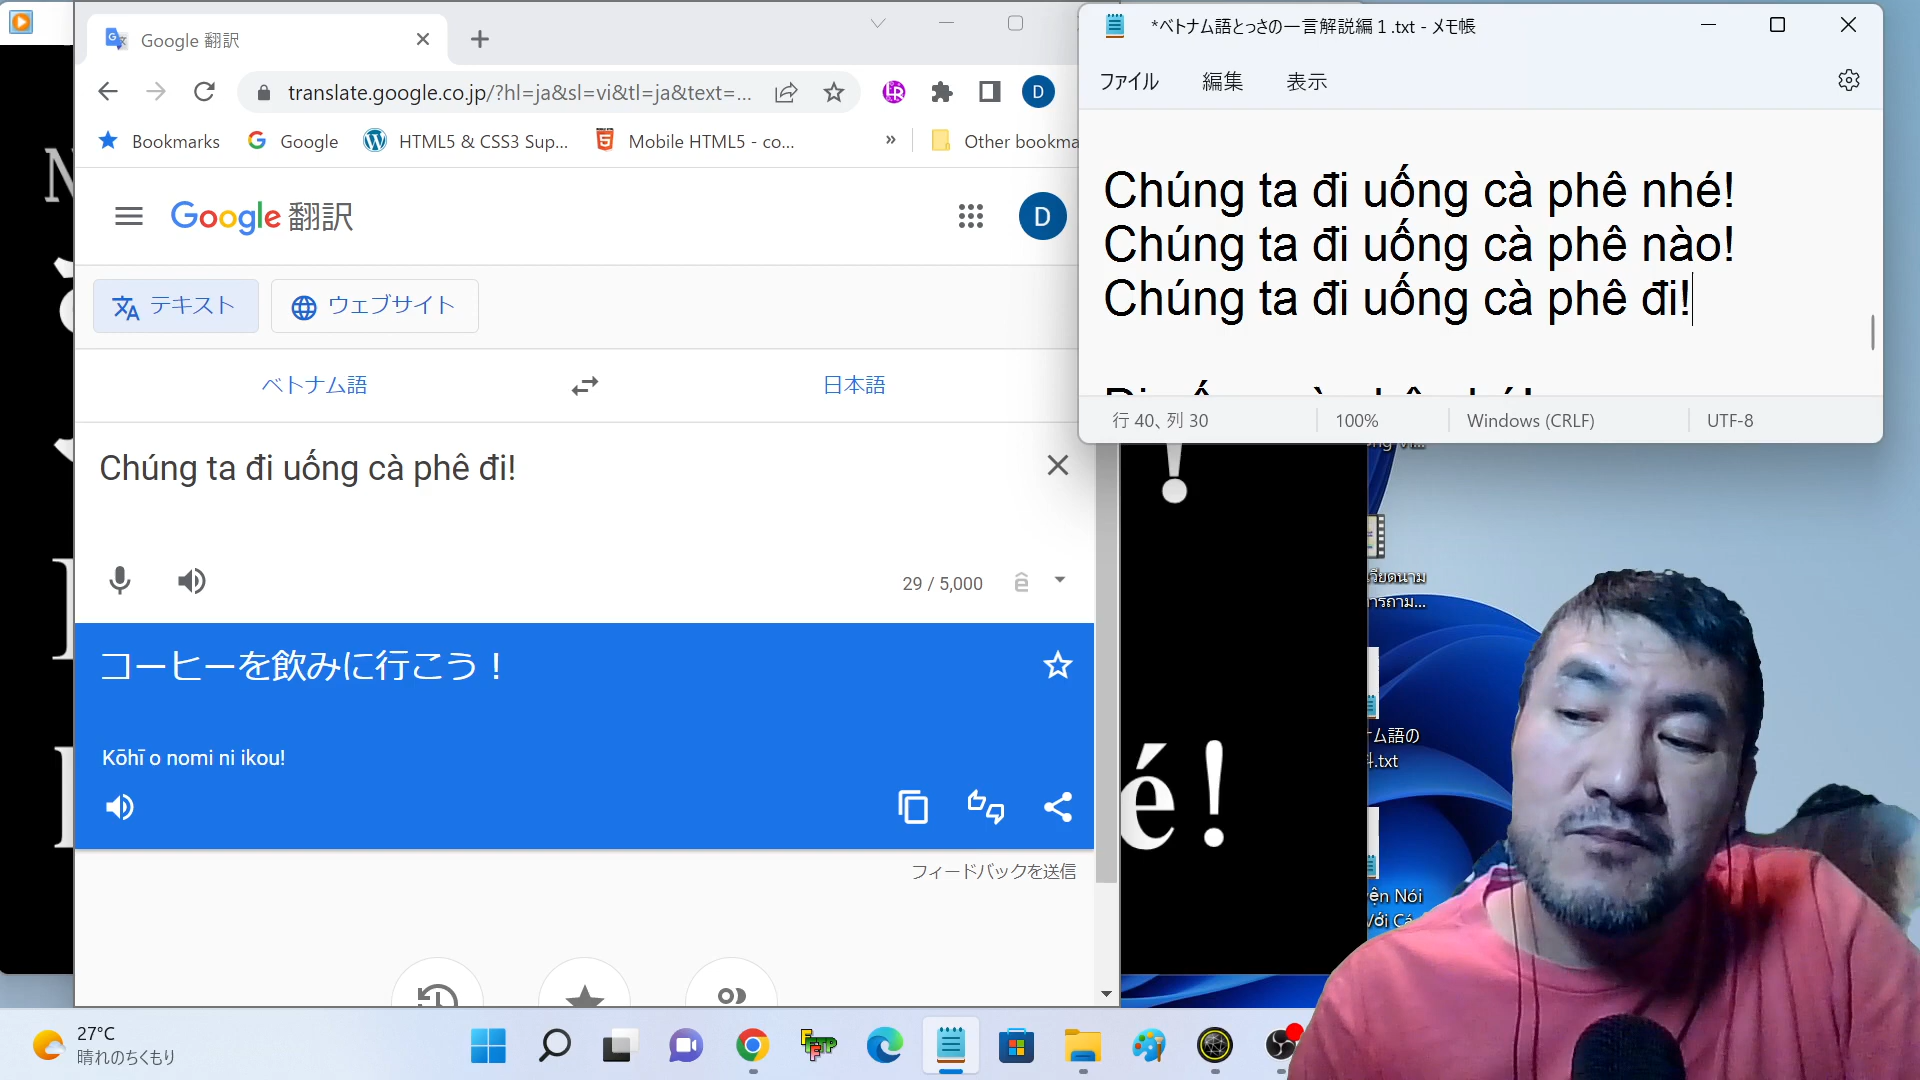 Google 翻訳
translate.google.co.jp/?hl=ja&sl=vi&tl=ja&text=...
D
Bookmarks
Google
HTML5 & CSS3 Sup...
Mobile HTML5 - co...
»
Other bookma
Google 翻訳
D
テキスト
ウェブサイト
ベトナム語
日本語
Chúng ta đi uống cà phê đi!
29 / 5,000
コーヒーを飲みに行こう！
Kōhī o nomi ni ikou!
フィードバックを送信
*ベトナム語とっさの一言解説編１.txt - メモ帳
ファイル
編集
表示
Chúng ta đi uống cà phê nhé!
Chúng ta đi uống cà phê nào!
Chúng ta đi uống cà phê đi!
行 40、列 30
100%
Windows (CRLF)
UTF-8
!
é!
ム語の
.txt
Nói
27°C
晴れのちくもり